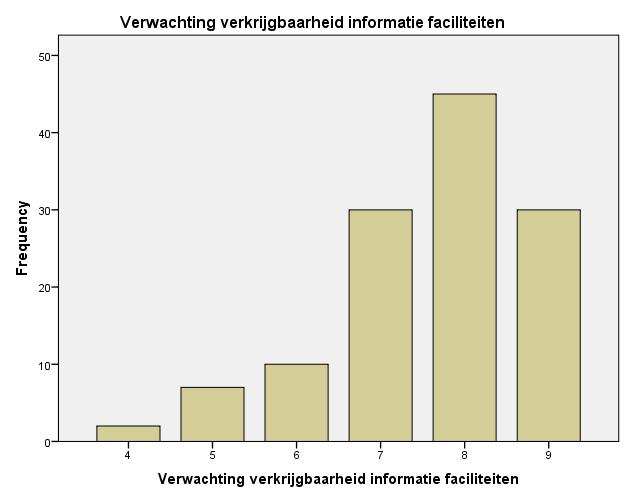 Verwachting verkrijgbaarheid informatie faciliteiten
50
40
30
20
10
0
Frequency
4 5 6 7 8 9
Verwachting verkrijgbaarheid informatie faciliteiten